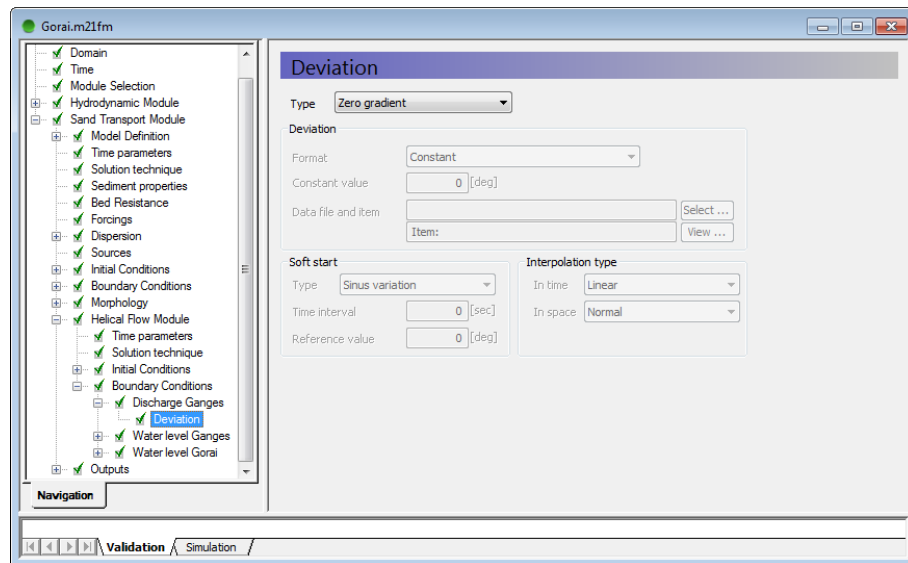 Gorai.m21fm
Domain
Time
Module Selection
Hydrodynamic Module
Sand Transport Module
Model Definition
Time parameters
Solution technique
Sediment properties
Bed Resistance
Forcings
Dispersion
Sources
Initial Conditions
Boundary Conditions
Morphology
Helical Flow Module
Time parameters
Solution technique
Initial Conditions
Boundary Conditions
Discharge Ganges
Deviation
Water level Ganges
Water level Gorai
Outputs
Navigation
Deviation
Type Zero gradient
Deviation
Format Constant
Constant value 0 [deg]
Data file and item Select ...
Item: View ...
Soft start
Type Sinus variation
Time interval 0 [sec]
Reference value 0 [deg]
Interpolation type
In time Linear
In space Normal
Validation Simulation